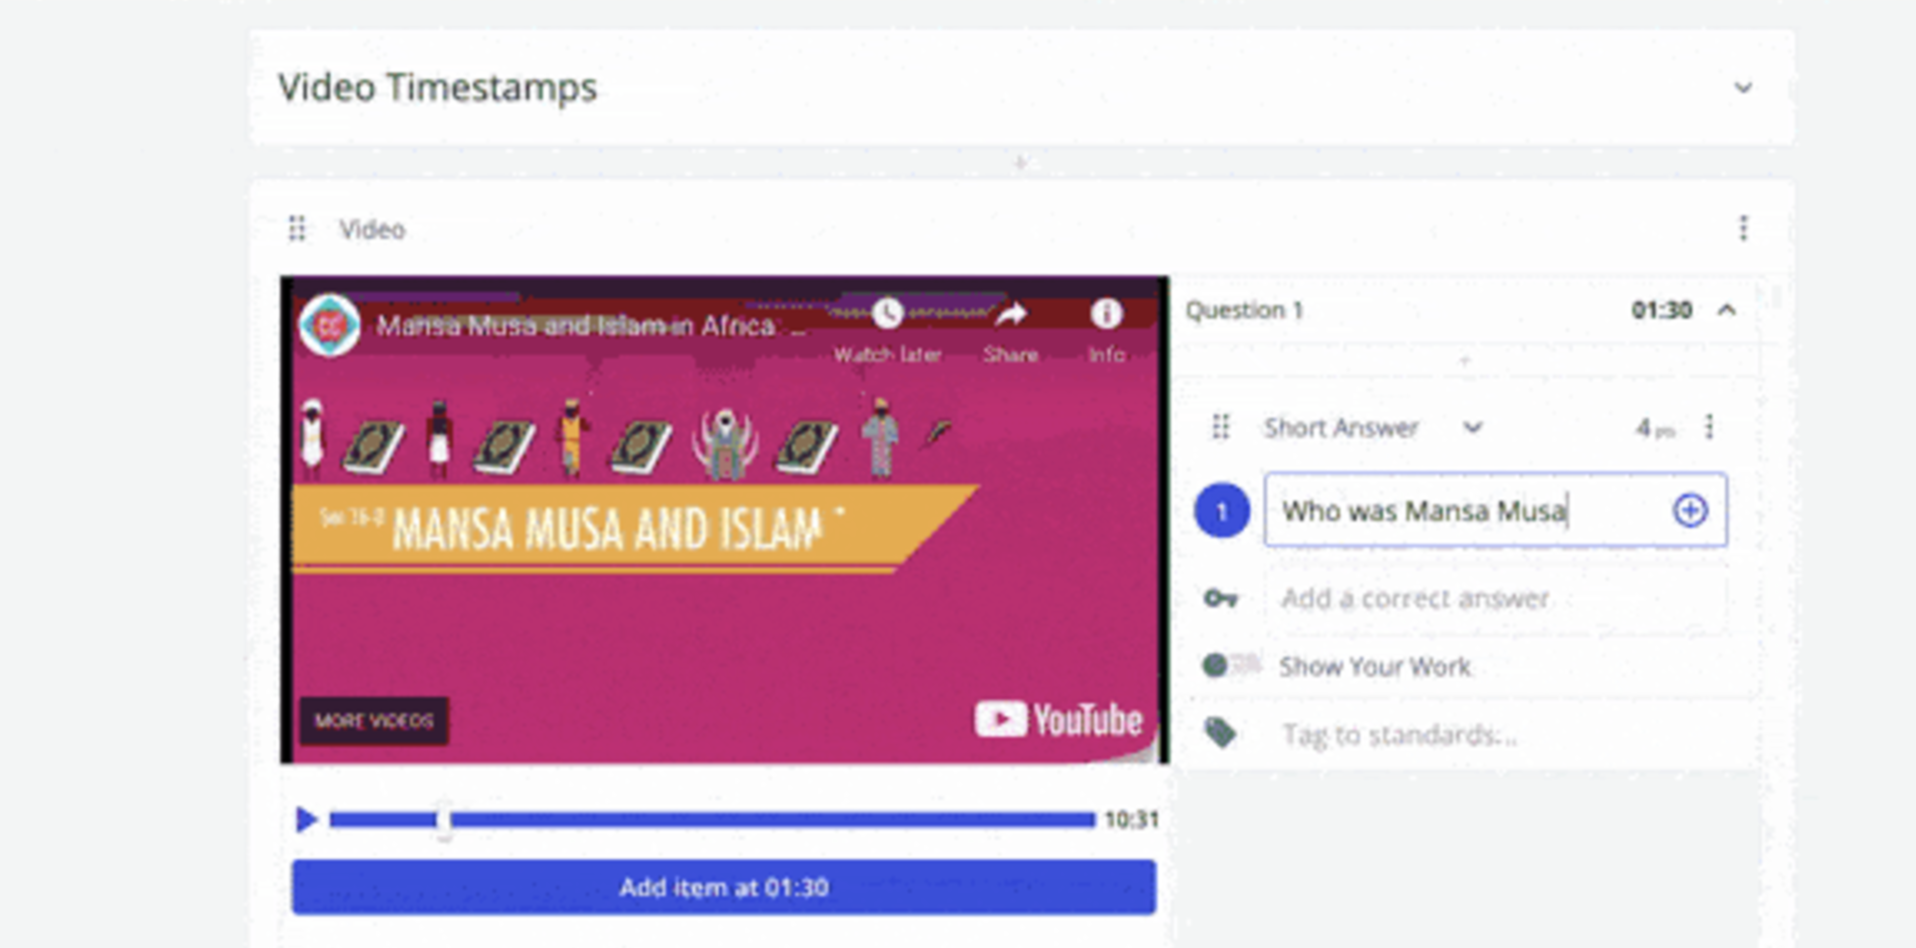 Video Timestamps
Video
Mansa Musa and Islam in Africa: ...
Watch later
Share
Info
MANSA MUSA AND ISLAM
MORE VIDEOS
YouTube
10:31
Add item at 01:30
Question 1
01:30
Short Answer
4 pts
1
Who was Mansa Musa
Add a correct answer
Show Your Work
Tag to standards...